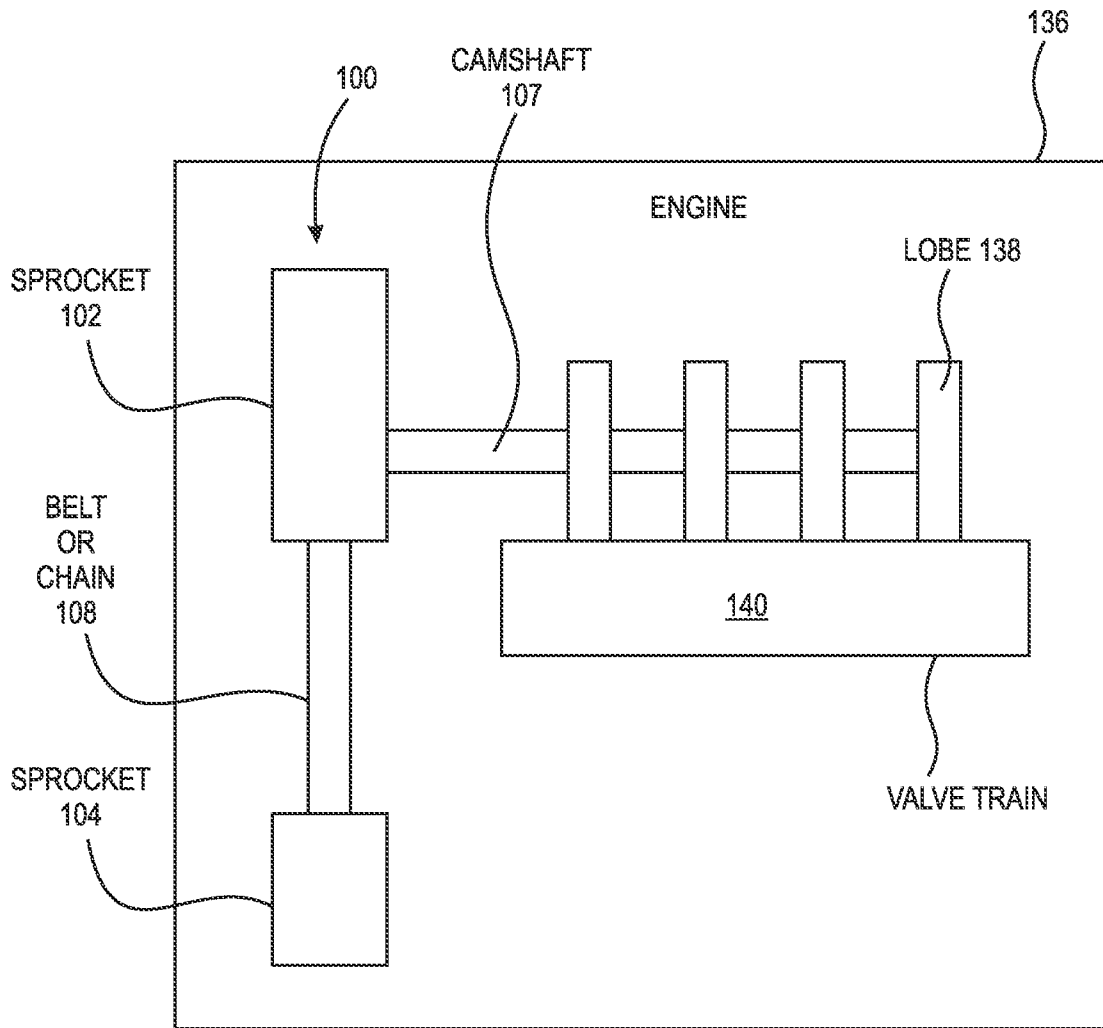 136
CAMSHAFT
107
100
ENGINE
LOBE 138
SPROCKET
102
BELT
OR
CHAIN
108
140
SPROCKET
104
VALVE TRAIN